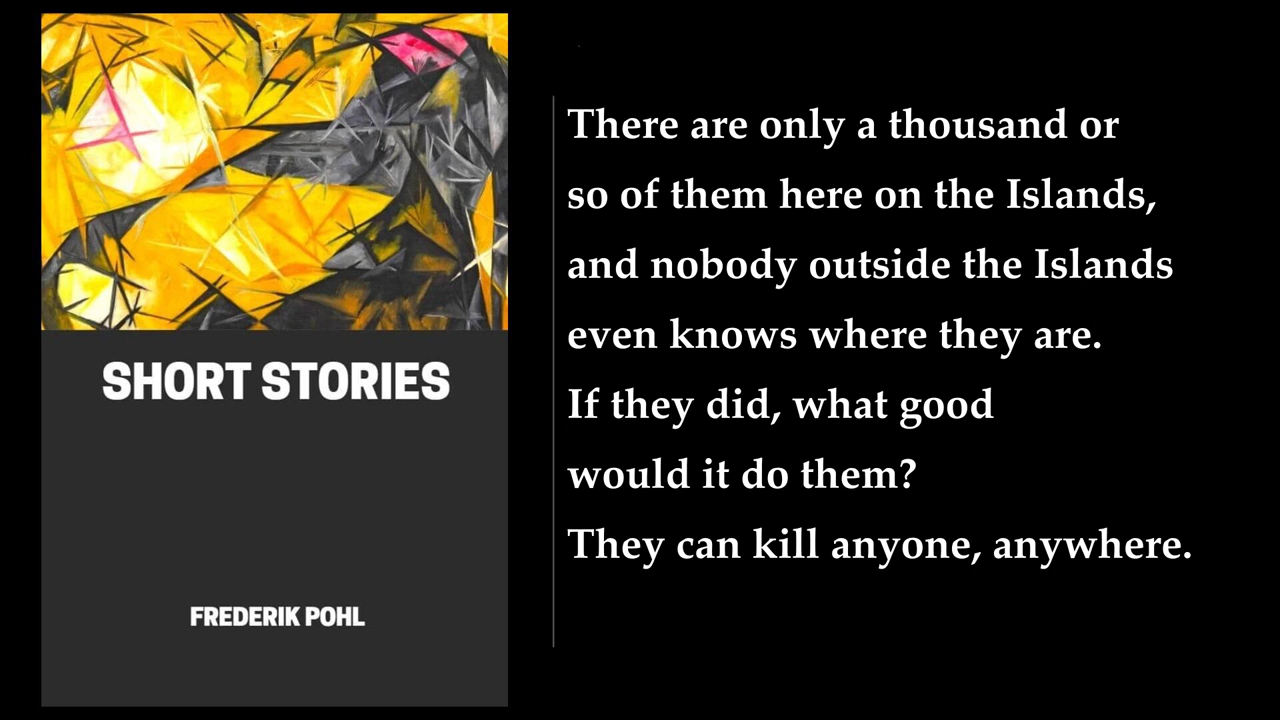 SHORT STORIES
FREDERIK POHL
There are only a thousand or
so of them here on the Islands,
and nobody outside the Islands
even knows where they are.
If they did, what good
would it do them?
They can kill anyone, anywhere.